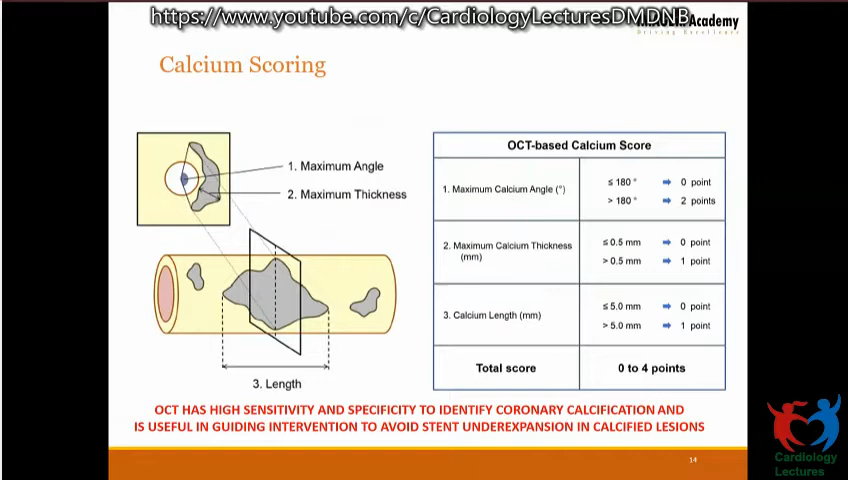 https://www.youtube.com/c/CardiologyLecturesDMDNB
Academy
Driving Excellence
Calcium Scoring
1. Maximum Angle
2. Maximum Thickness
3. Length
OCT-based Calcium Score
1. Maximum Calcium Angle (°)
≤ 180 ° ➡ 0 point
> 180 ° ➡ 2 points
2. Maximum Calcium Thickness
(mm)
≤ 0.5 mm ➡ 0 point
> 0.5 mm ➡ 1 point
3. Calcium Length (mm)
≤ 5.0 mm ➡ 0 point
> 5.0 mm ➡ 1 point
Total score 0 to 4 points
OCT HAS HIGH SENSITIVITY AND SPECIFICITY TO IDENTIFY CORONARY CALCIFICATION AND
IS USEFUL IN GUIDING INTERVENTION TO AVOID STENT UNDEREXPANSION IN CALCIFIED LESIONS
14
Cardiology
Lectures